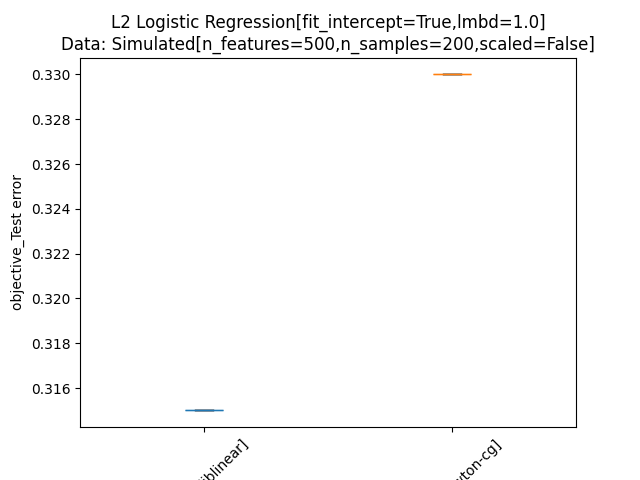 L2 Logistic Regression[fit_intercept=True,lmbd=1.0]
Data: Simulated[n_features=500,n_samples=200,scaled=False]
objective_Test error
0.330
0.328
0.326
0.324
0.322
0.320
0.318
0.316
iblinear]
ton-cg]